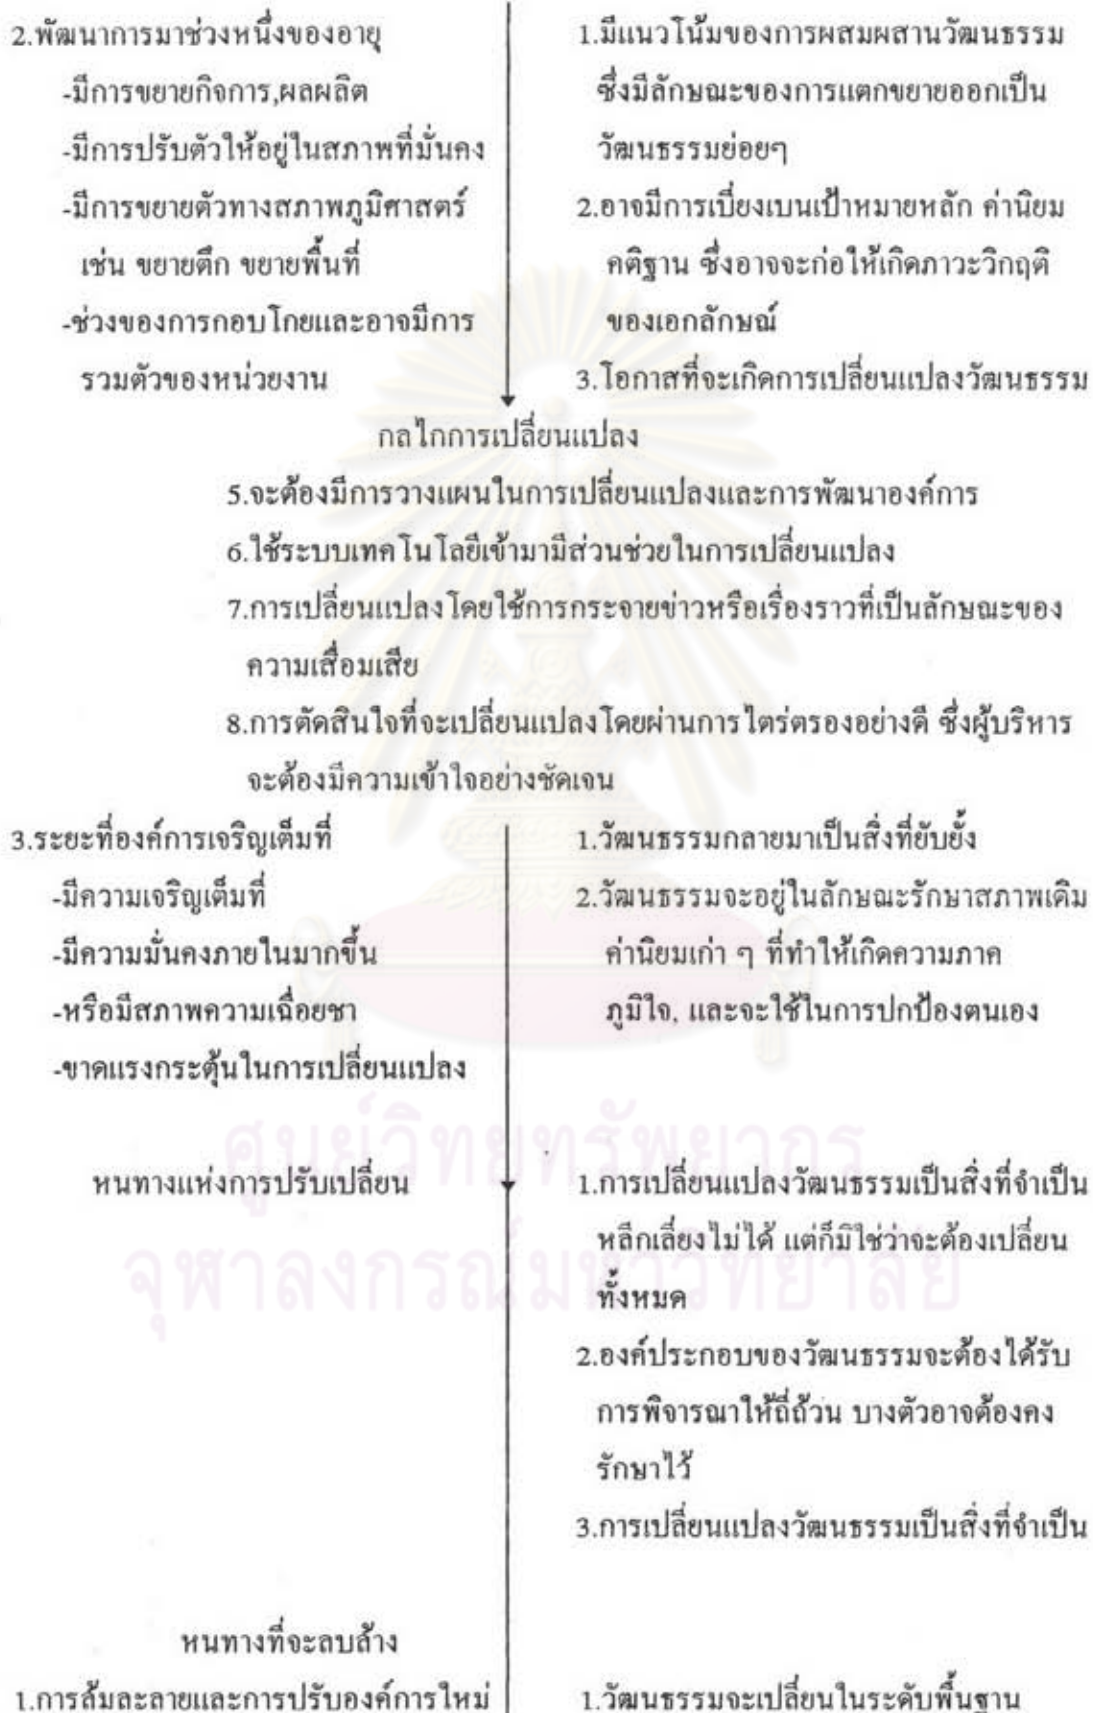 2.พัฒนาการมาช่วงหนึ่งของอายุ
-มีการขยายกิจการ,ผลผลิต
-มีการปรับตัวให้อยู่ในสภาพที่มั่นคง
-มีการขยายตัวทางสภาพภูมิศาสตร์
เช่น ขยายตึก ขยายพื้นที่
-ช่วงของการกอบโกยและอาจมีการ
รวมตัวของหน่วยงาน
1.มีแนวโน้มของการผสมผสานวัฒนธรรม
ซึ่งมีลักษณะของการแตกขยายออกเป็น
วัฒนธรรมย่อยๆ
2.อาจมีการเบี่ยงเบนเป้าหมายหลัก ค่านิยม
คติฐาน ซึ่งอาจจะก่อให้เกิดภาวะวิกฤติ
ของเอกลักษณ์
3.โอกาสที่จะเกิดการเปลี่ยนแปลงวัฒนธรรม
กลไกการเปลี่ยนแปลง
5.จะต้องมีการวางแผนในการเปลี่ยนแปลงและการพัฒนาองค์การ
6.ใช้ระบบเทคโนโลยีเข้ามามีส่วนช่วยในการเปลี่ยนแปลง
7.การเปลี่ยนแปลงโดยใช้การกระจายข่าวหรือเรื่องราวที่เป็นลักษณะของ
ความเสื่อมเสีย
8.การตัดสินใจที่จะเปลี่ยนแปลงโดยผ่านการไตร่ตรองอย่างดี ซึ่งผู้บริหาร
จะต้องมีความเข้าใจอย่างชัดเจน
3.ระยะที่องค์การเจริญเต็มที่
-มีความเจริญเต็มที่
-มีความมั่นคงภายในมากขึ้น
-หรือมีสภาพความเฉื่อยชา
-ขาดแรงกระตุ้นในการเปลี่ยนแปลง
1.วัฒนธรรมกลายมาเป็นสิ่งที่ยับยั้ง
2.วัฒนธรรมจะอยู่ในลักษณะรักษาสภาพเดิม
ค่านิยมเก่า ๆ ที่ทำให้เกิดความภาค
ภูมิใจ, และจะใช้ในการปกป้องตนเอง
ศูนย์วิทยทรัพยากร
จุฬาลงกรณ์มหาวิทยาลัย
หนทางแห่งการปรับเปลี่ยน
1.การเปลี่ยนแปลงวัฒนธรรมเป็นสิ่งที่จำเป็น
หลีกเลี่ยงไม่ได้ แต่ก็มิใช่ว่าจะต้องเปลี่ยน
ทั้งหมด
2.องค์ประกอบของวัฒนธรรมจะต้องได้รับ
การพิจารณาให้ถี่ถ้วน บางตัวอาจต้องคง
รักษาไว้
3.การเปลี่ยนแปลงวัฒนธรรมเป็นสิ่งที่จำเป็น
หนทางที่จะลบล้าง
1.การล้มละลายและการปรับองค์การใหม่
1.วัฒนธรรมจะเปลี่ยนในระดับพื้นฐาน